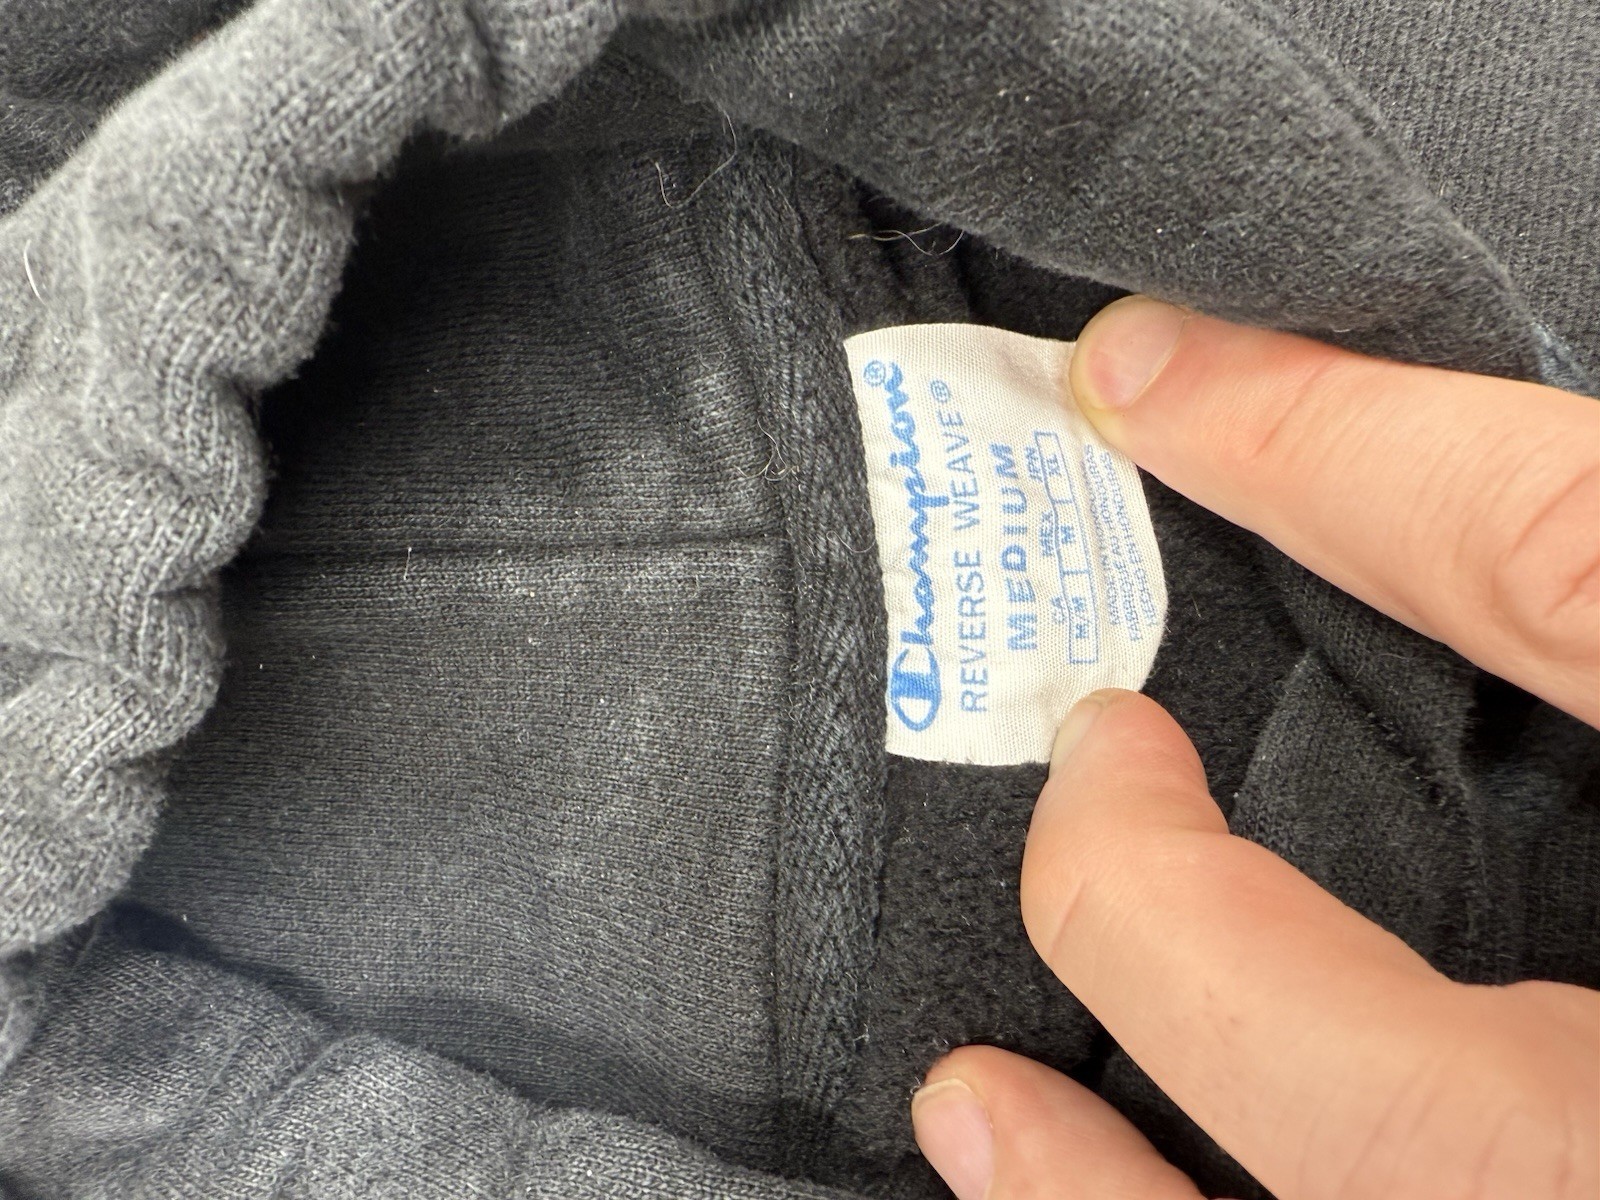 Champion®
REVERSE WEAVE®
MEDIUM
CA MEX JPN
M/M M XL
MADE IN HONDURAS
FABRIQUÉ AU HONDURAS
HECHO EN HONDURAS